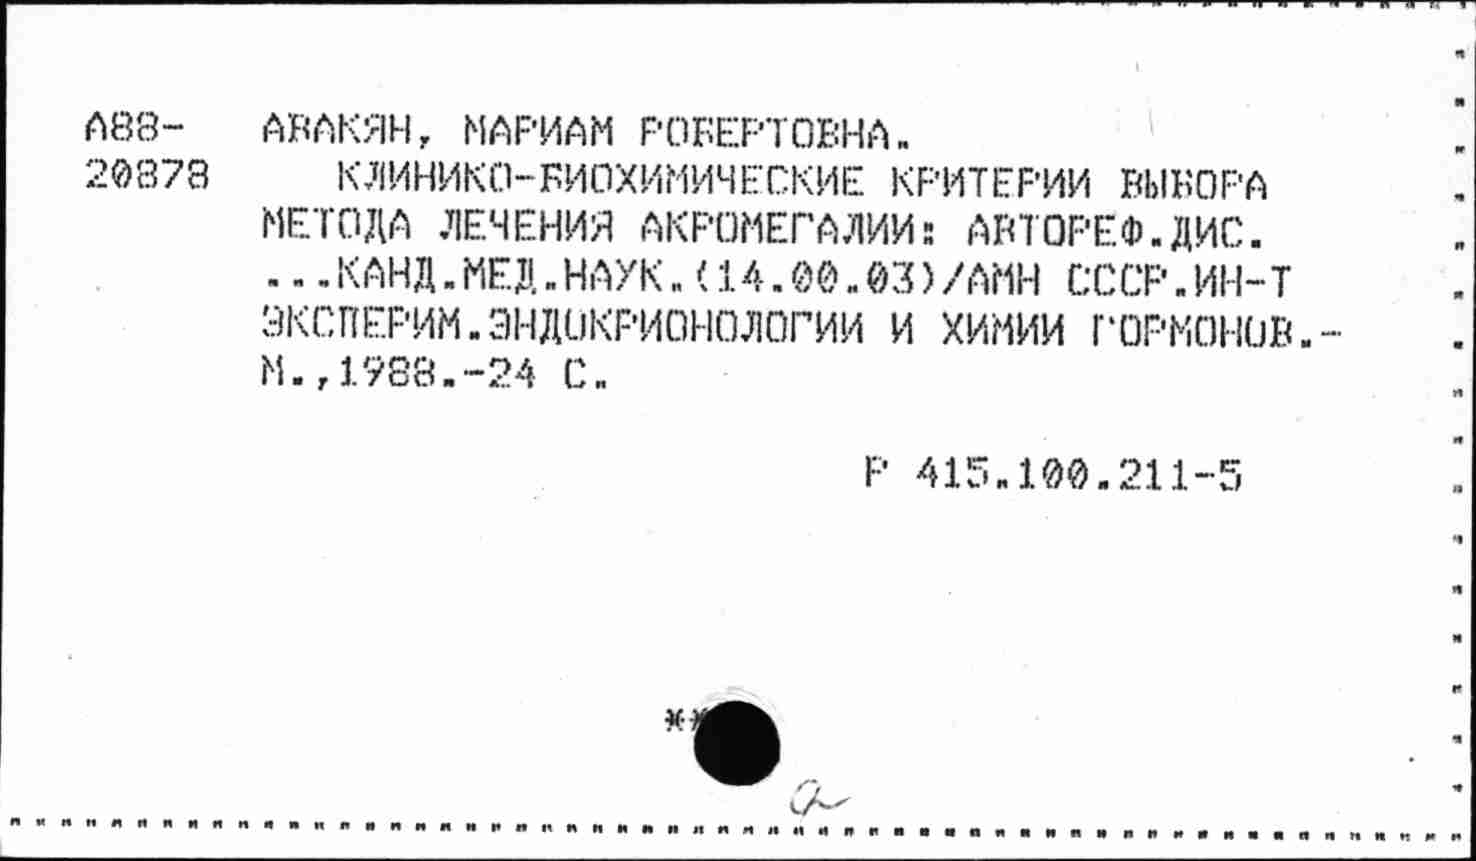 А88- АВАКЯН, МАРИАМ РОБЕРТОВНА.
20878 КЛИНИКО-БИОХИМИЧЕСКИЕ КРИТЕРИИ ВЫБОРА
МЕТОДА ЛЕЧЕНИЯ АКРОМЕГАЛИИ: АВТОРЕФ.ДИС.
...КАНД.МЕД.НАУК.(14.00.03)/АМН СССР.ИН-Т
ЭКСПЕРИМ.ЭНДОКРИОНОЛОГИИ И ХИМИИ ГОРМОНОВ.-
М.,1988.-24 С.
Р 415.100.211-5
**
a